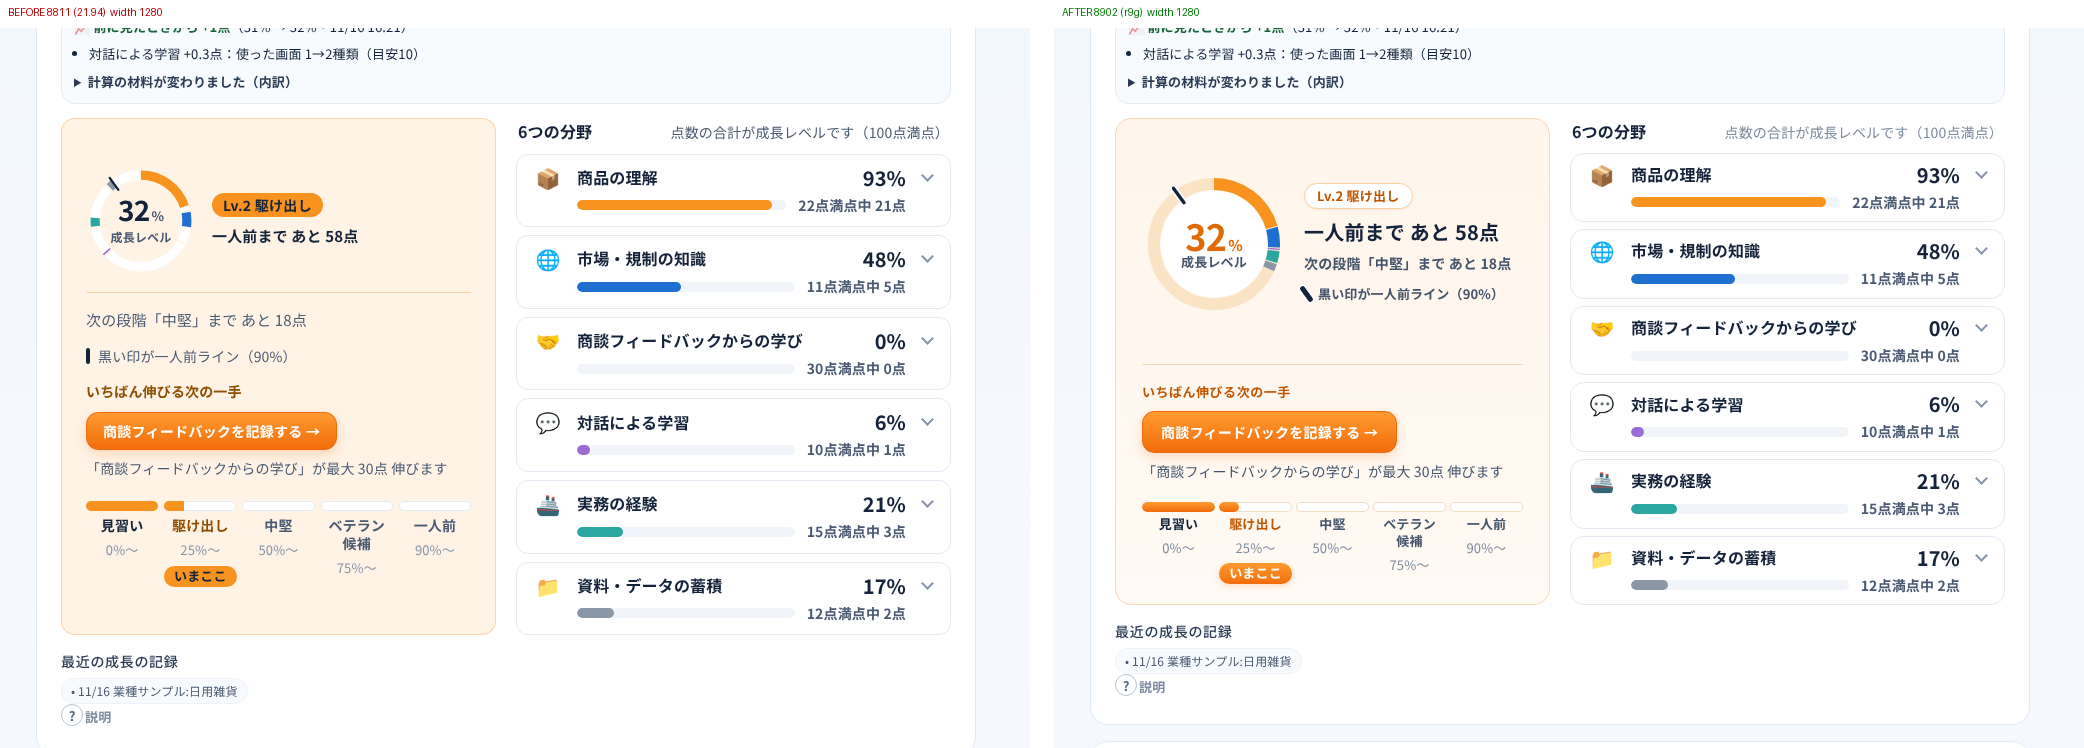 BEFORE 8811 (21.94) width 1280
前に見たときから +1点（31% → 32%・11/16 16:21）
• 対話による学習 +0.3点：使った画面 1→2種類（目安10）
▶ 計算の材料が変わりました（内訳）
32%
成長レベル
Lv.2 駆け出し
一人前まで あと 58点
次の段階「中堅」まで あと 18点
黒い印が一人前ライン（90%）
いちばん伸びる次の一手
商談フィードバックを記録する →
「商談フィードバックからの学び」が最大 30点 伸びます
見習い 駆け出し 中堅 ベテラン候補 一人前
0%〜 25%〜 50%〜 75%〜 90%〜
いまここ
6つの分野 点数の合計が成長レベルです（100点満点）
商品の理解 93%
22点満点中 21点
市場・規制の知識 48%
11点満点中 5点
商談フィードバックからの学び 0%
30点満点中 0点
対話による学習 6%
10点満点中 1点
実務の経験 21%
15点満点中 3点
資料・データの蓄積 17%
12点満点中 2点
最近の成長の記録
• 11/16 業種サンプル:日用雑貨
? 説明
AFTER 8902 (r9g) width 1280
前に見たときから +1点（31% → 32%・11/16 16:21）
• 対話による学習 +0.3点：使った画面 1→2種類（目安10）
▶ 計算の材料が変わりました（内訳）
32%
成長レベル
Lv.2 駆け出し
一人前まで あと 58点
次の段階「中堅」まで あと 18点
黒い印が一人前ライン（90%）
いちばん伸びる次の一手
商談フィードバックを記録する →
「商談フィードバックからの学び」が最大 30点 伸びます
見習い 駆け出し 中堅 ベテラン候補 一人前
0%〜 25%〜 50%〜 75%〜 90%〜
いまここ
6つの分野 点数の合計が成長レベルです（100点満点）
商品の理解 93%
22点満点中 21点
市場・規制の知識 48%
11点満点中 5点
商談フィードバックからの学び 0%
30点満点中 0点
対話による学習 6%
10点満点中 1点
実務の経験 21%
15点満点中 3点
資料・データの蓄積 17%
12点満点中 2点
最近の成長の記録
• 11/16 業種サンプル:日用雑貨
? 説明